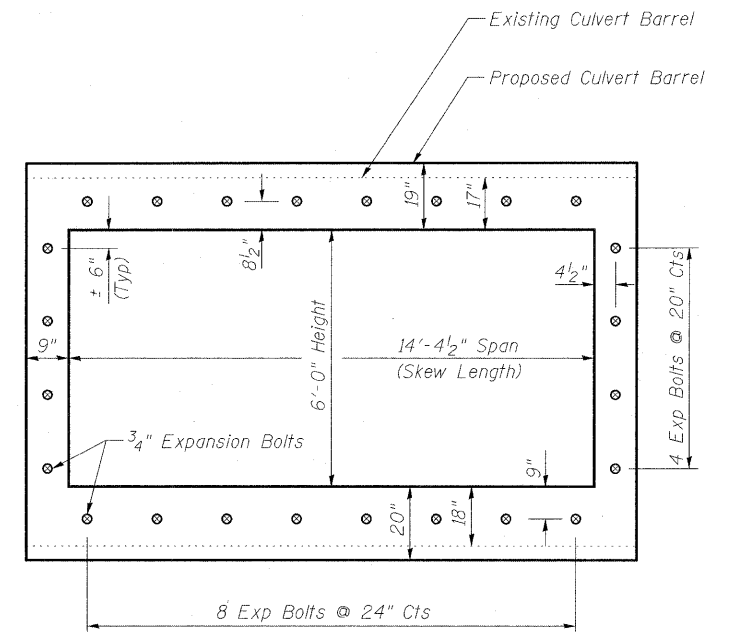 Existing Culvert Barrel
Proposed Culvert Barrel
19"
17"
8½"
± 6"
(Typ)
4½"
9"
6'-0" Height
14'-4½" Span
(Skew Length)
4 Exp Bolts @ 20" Cts
¾" Expansion Bolts
9"
20"
18"
8 Exp Bolts @ 24" Cts